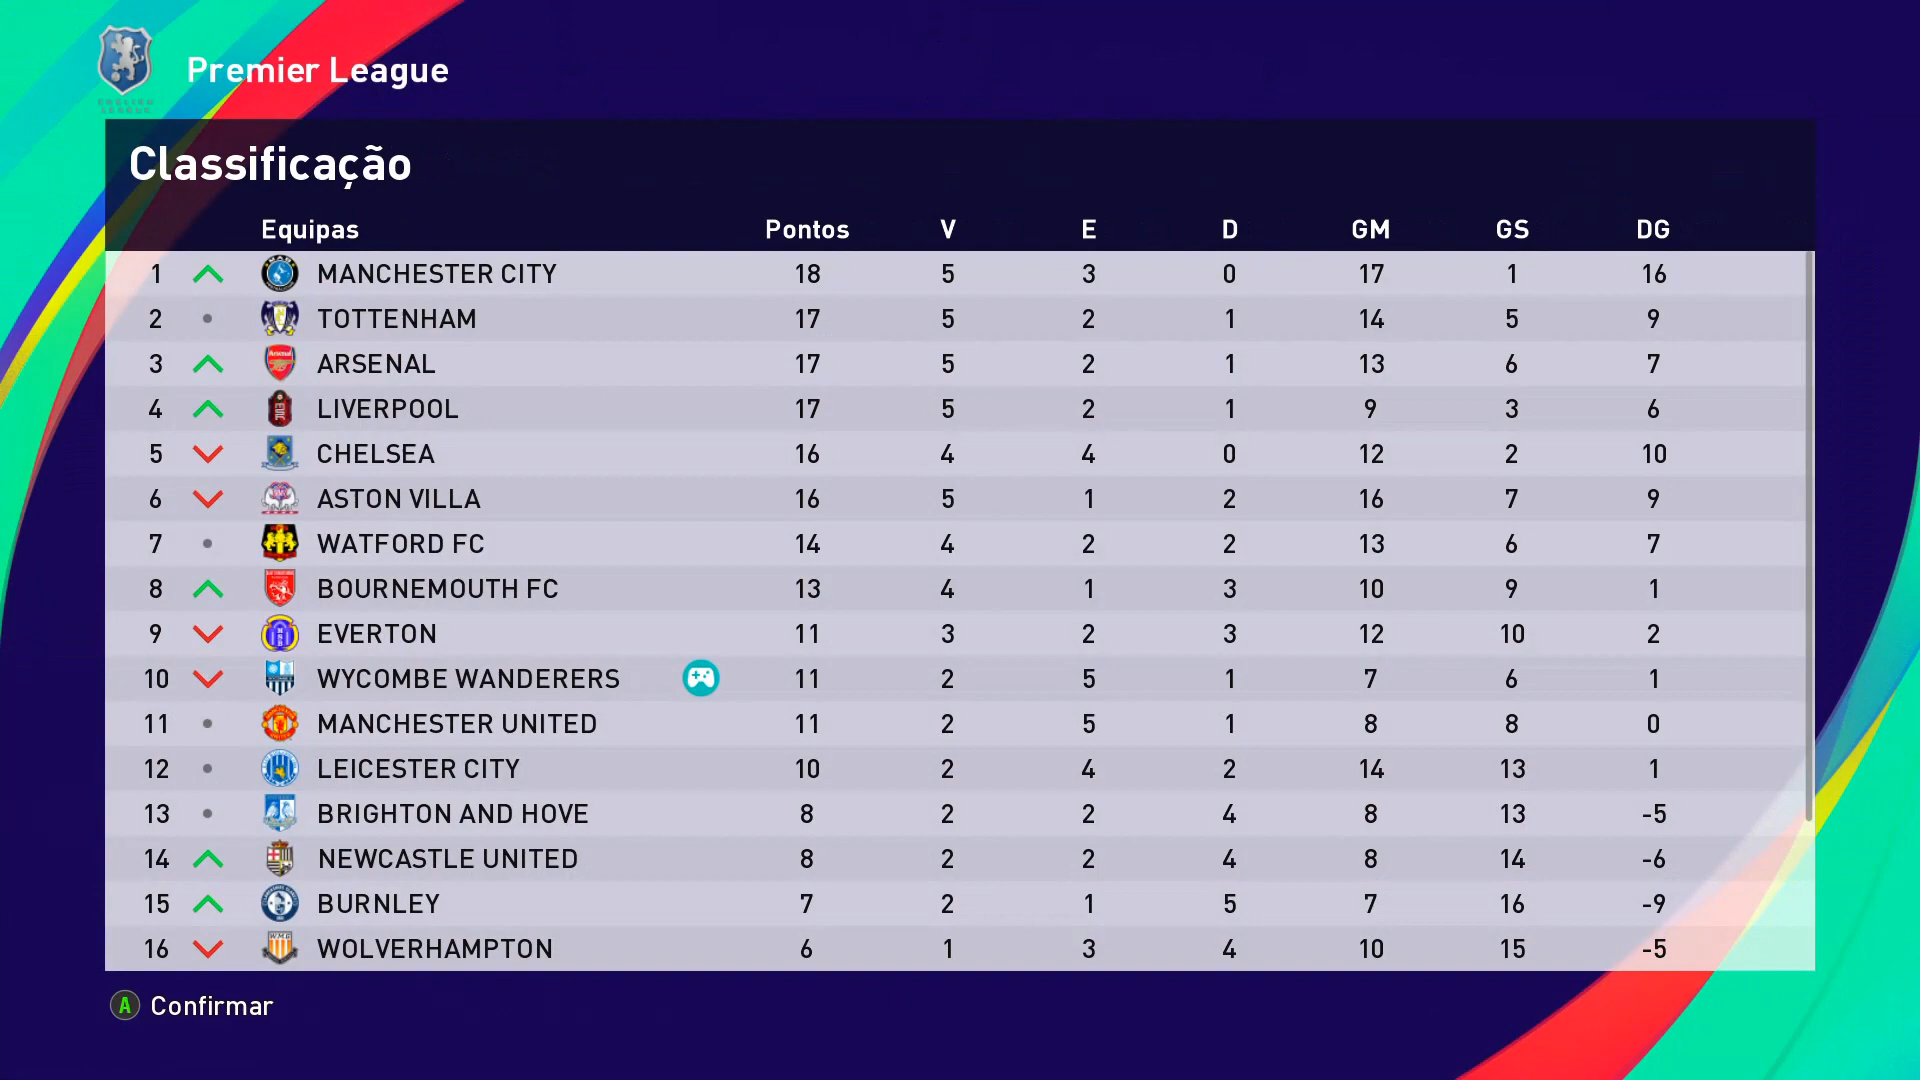 Premier League
ENGLISH
LEAGUE
Classificação
Equipas Pontos V E D GM GS DG
1 MANCHESTER CITY 18 5 3 0 17 1 16
2 TOTTENHAM 17 5 2 1 14 5 9
3 ARSENAL 17 5 2 1 13 6 7
4 LIVERPOOL 17 5 2 1 9 3 6
5 CHELSEA 16 4 4 0 12 2 10
6 ASTON VILLA 16 5 1 2 16 7 9
7 WATFORD FC 14 4 2 2 13 6 7
8 BOURNEMOUTH FC 13 4 1 3 10 9 1
9 EVERTON 11 3 2 3 12 10 2
10 WYCOMBE WANDERERS 11 2 5 1 7 6 1
11 MANCHESTER UNITED 11 2 5 1 8 8 0
12 LEICESTER CITY 10 2 4 2 14 13 1
13 BRIGHTON AND HOVE 8 2 2 4 8 13 -5
14 NEWCASTLE UNITED 8 2 2 4 8 14 -6
15 BURNLEY 7 2 1 5 7 16 -9
16 WOLVERHAMPTON 6 1 3 4 10 15 -5
A Confirmar